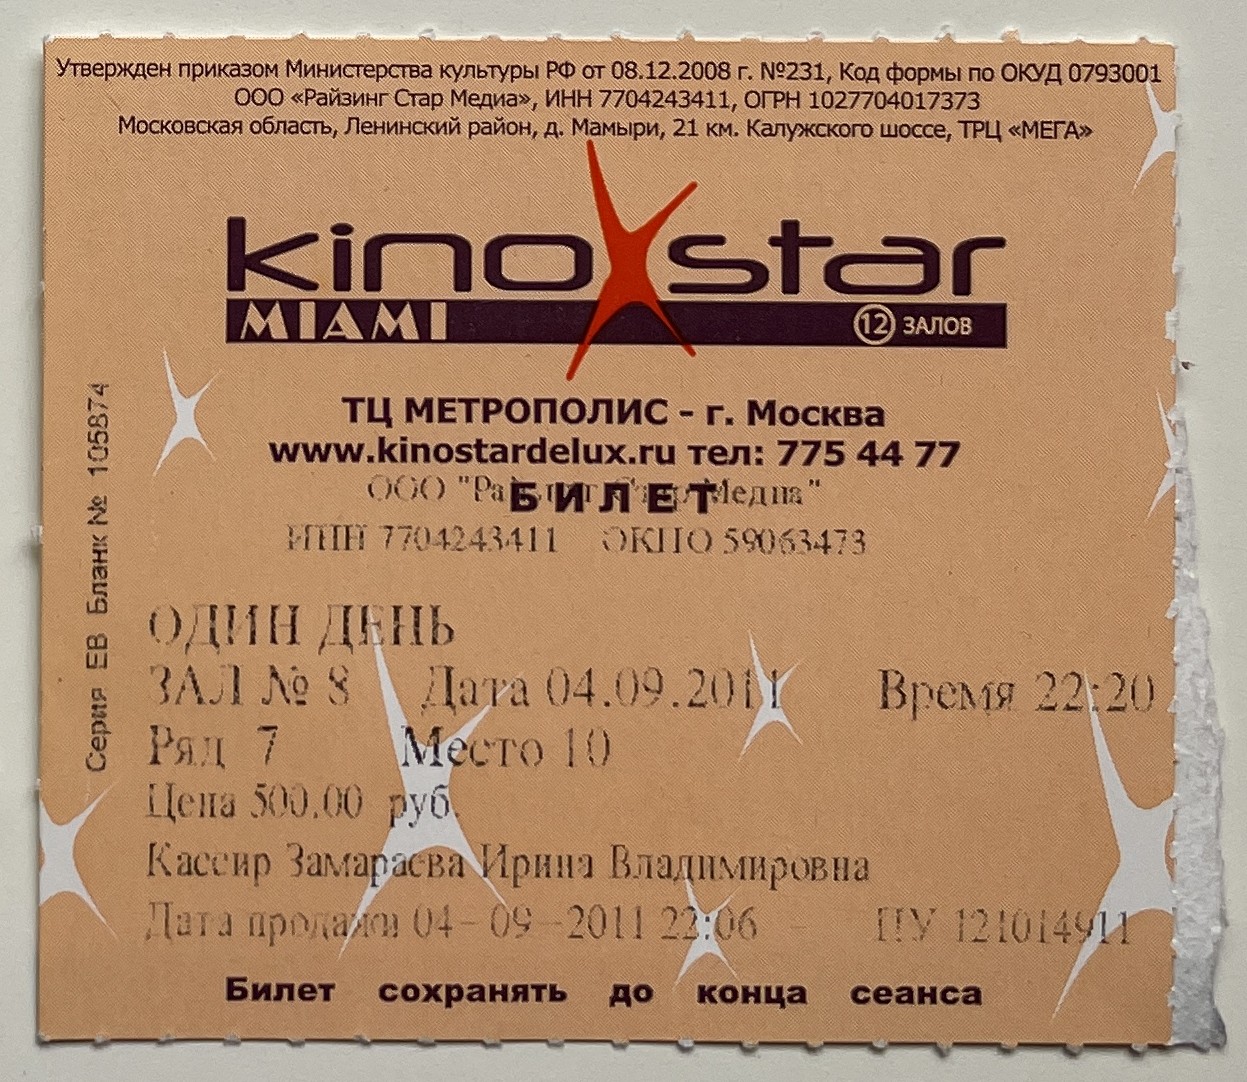 Утвержден приказом Министерства культуры РФ от 08.12.2008 г. №231, Код формы по ОКУД 0793001
ООО «Райзинг Стар Медиа», ИНН 7704243411, ОГРН 1027704017373
Московская область, Ленинский район, д. Мамыри, 21 км. Калужского шоссе, ТРЦ «МЕГА»
kinostar
MIAMI 12 ЗАЛОВ
ТЦ МЕТРОПОЛИС - г. Москва
www.kinostardelux.ru тел: 775 44 77
ООО "Райзинг Стар Медиа"
БИЛЕТ
ИНН 7704243411 ОКПО 59063473
ОДИН ДЕНЬ
ЗАЛ № 8 Дата 04.09.2011 Время 22:20
Ряд 7 Место 10
Цена 500.00 руб.
Кассир Замараева Ирина Владимировна
Дата продажи 04-09-2011 22:06 - ПУ 121014911
Билет сохранять до конца сеанса
Серия ЕВ Бланк № 105874